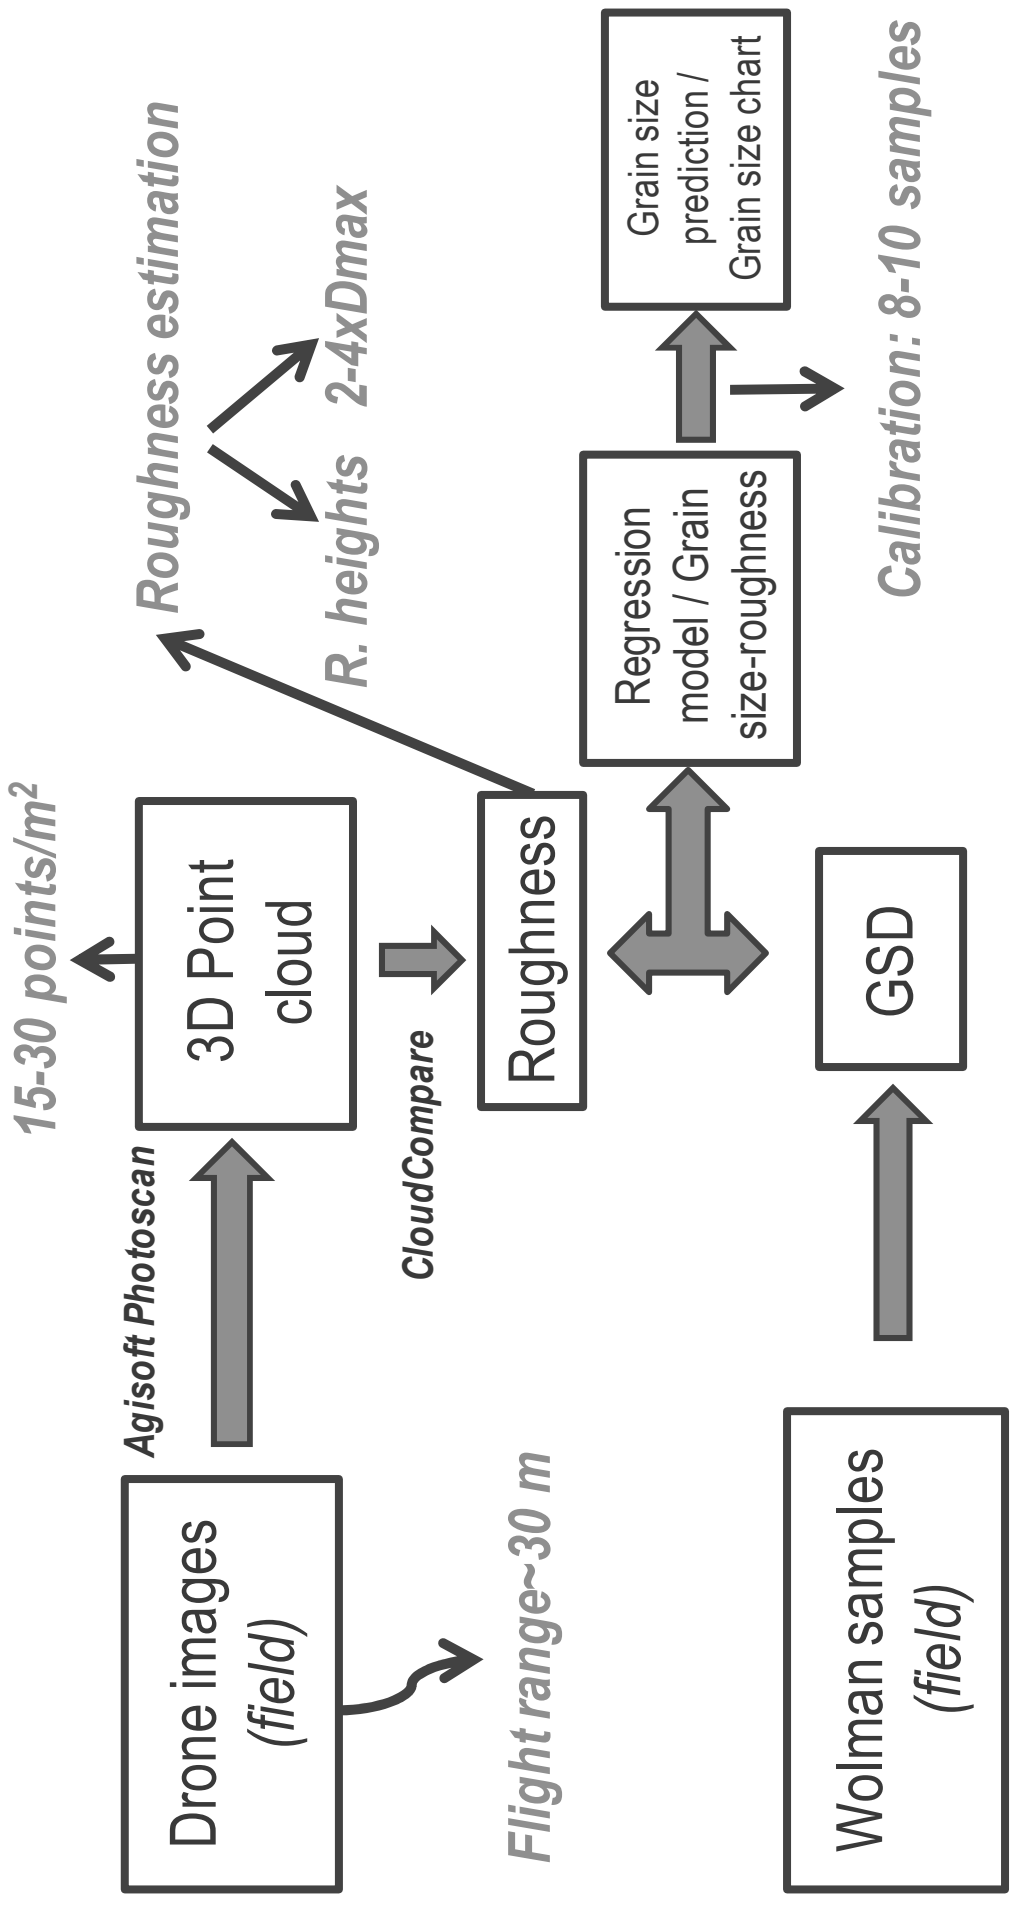 15-30 points/m²
Roughness estimation
Agisoft Photoscan
Drone images
(field)
3D Point
cloud
R. heights
2-4xDmax
CloudCompare
Flight range~30 m
Roughness
Regression
model / Grain
size-roughness
Grain size
prediction /
Grain size chart
Wolman samples
(field)
GSD
Calibration: 8-10 samples